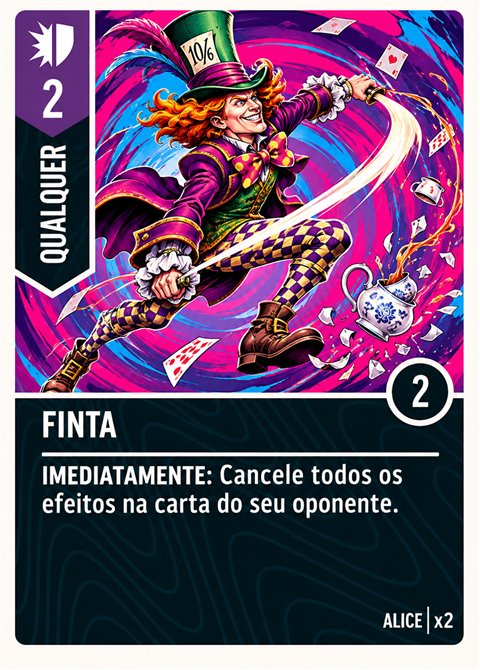 10/6
2
QUALQUER
2
FINTA
IMEDIATAMENTE: Cancele todos os
efeitos na carta do seu oponente.
ALICE | x2